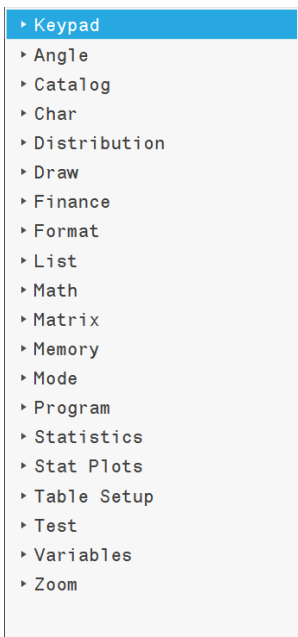 Keypad
Angle
Catalog
Char
Distribution
Draw
Finance
Format
List
Math
Matrix
Memory
Mode
Program
Statistics
Stat Plots
Table Setup
Test
Variables
Zoom